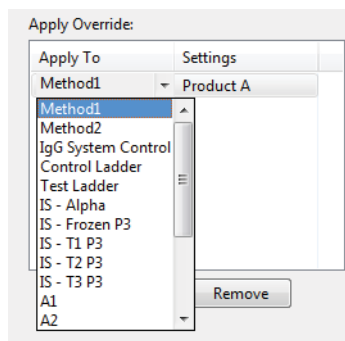 Apply Override:
Apply To Settings
Method1 Product A
Method1
Method2
IgG System Control
Control Ladder
Test Ladder
IS - Alpha
IS - Frozen P3
IS - T1 P3
IS - T2 P3
IS - T3 P3
A1
A2
Remove